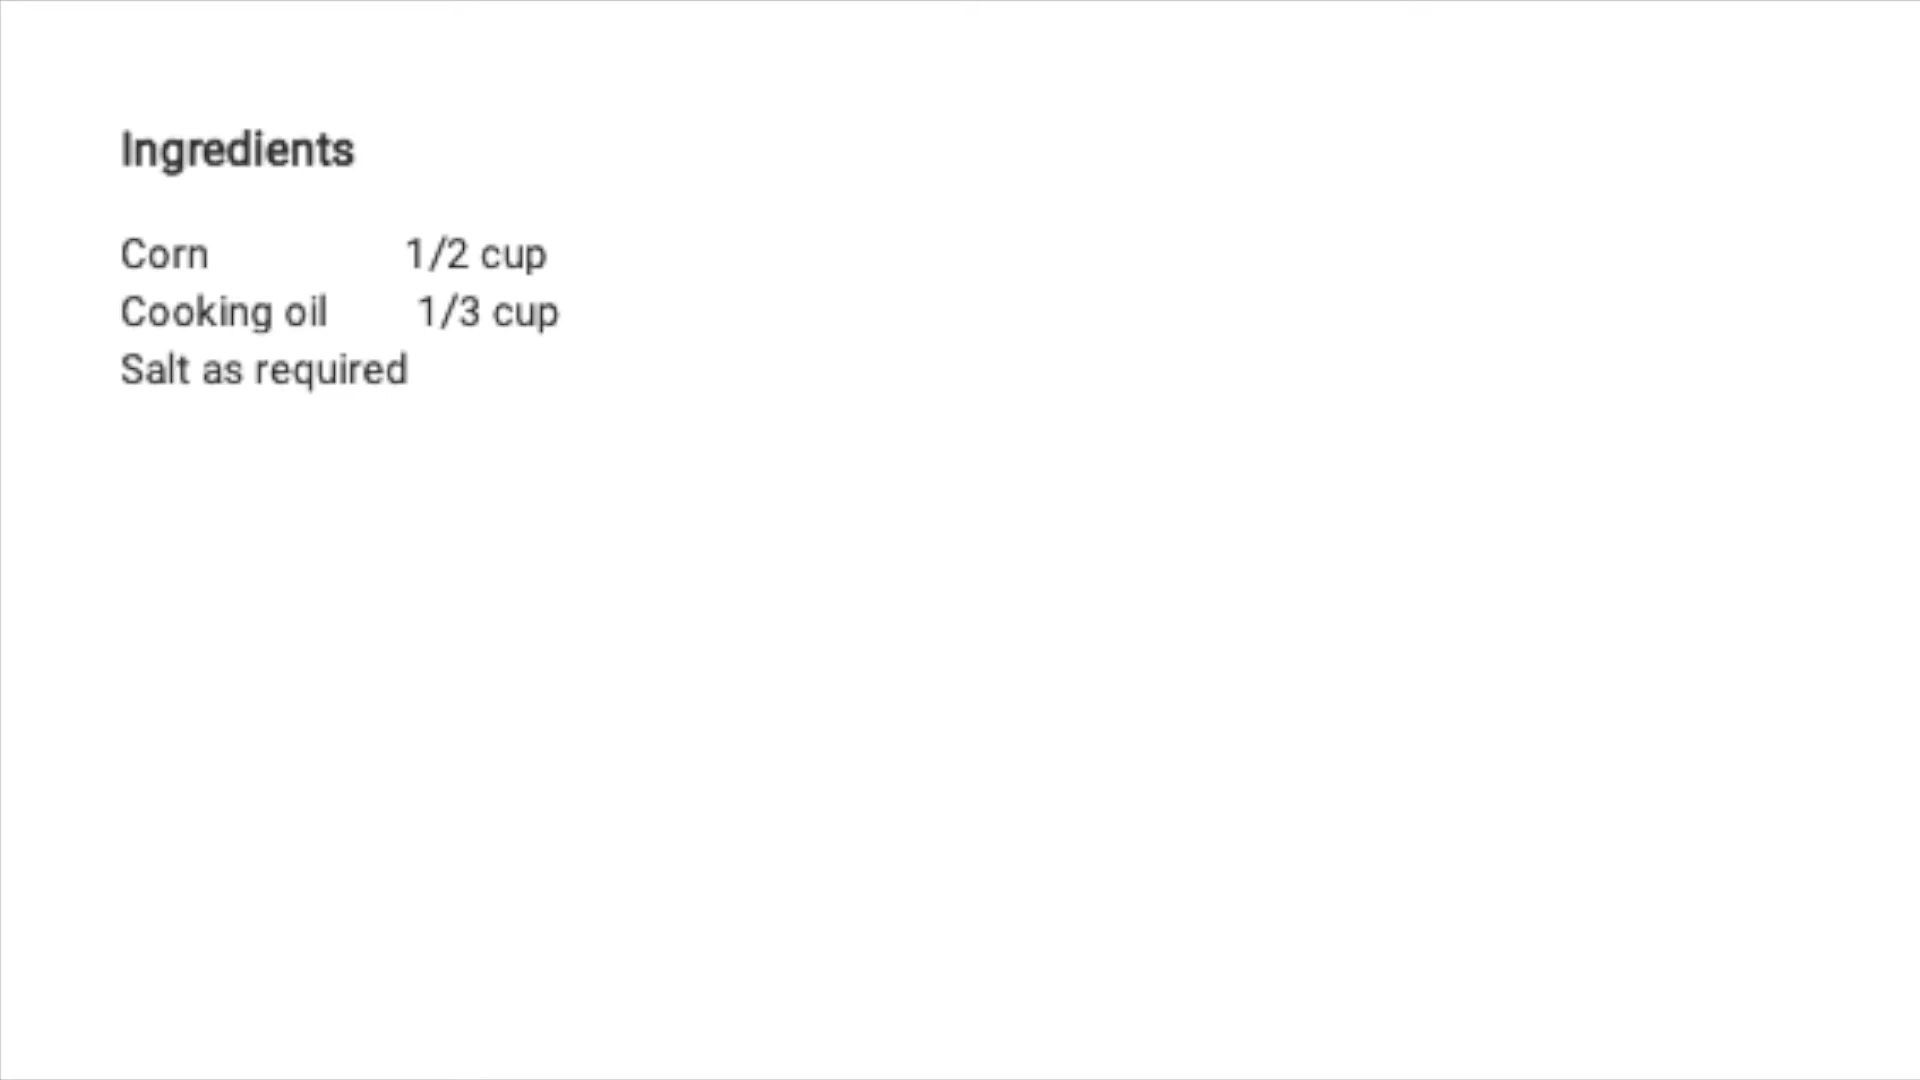 Ingredients
Corn 1/2 cup
Cooking oil 1/3 cup
Salt as required